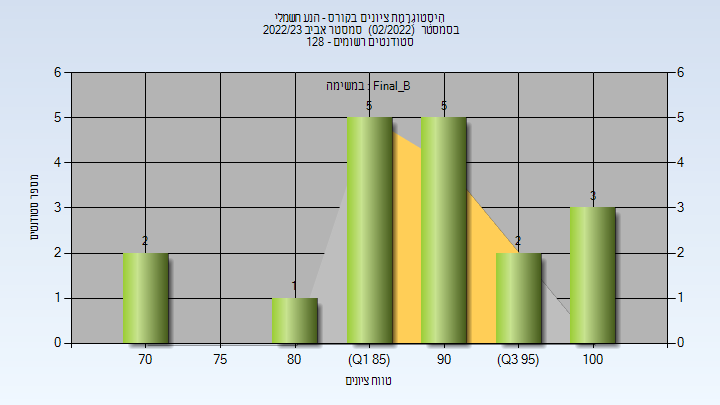 היסטוגרמת ציונים בקורס - הנע חשמלי
בסמסטר (02/2022) סמסטר אביב 2022/23
סטודנטים רשומים - 128
במשימה : Final_B
מספר סטודנטים
6
5
4
3
2
1
0
6
5
4
3
2
1
0
2
1
5
5
2
3
70 75 80 (Q1 85) 90 (Q3 95) 100
טווח ציונים